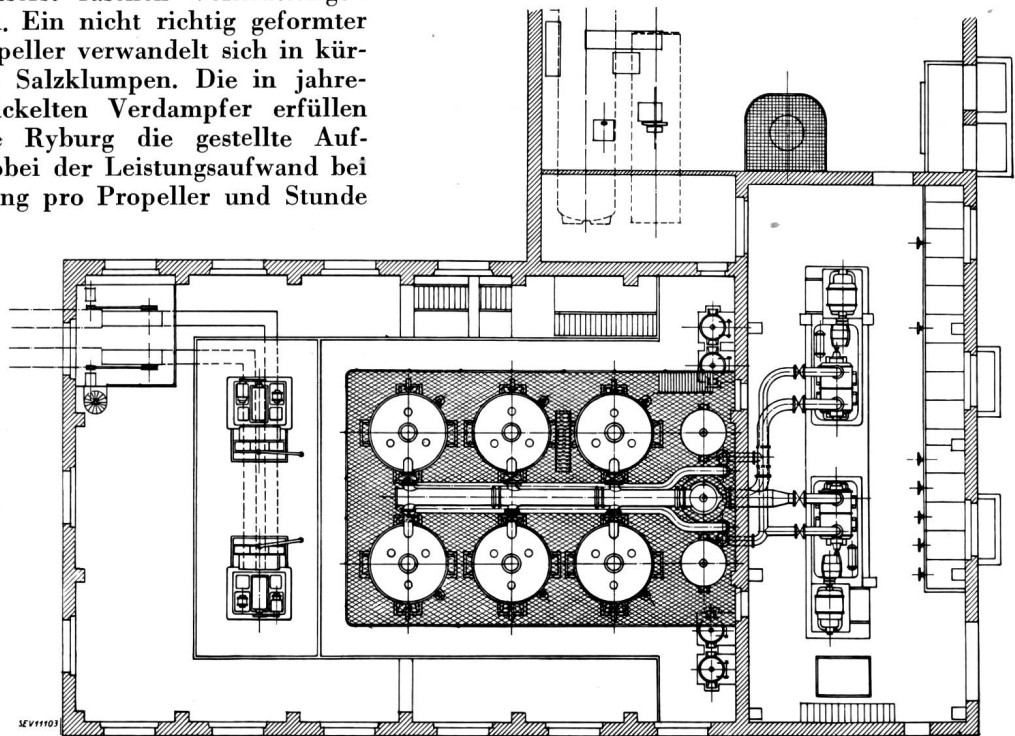 . Ein nicht richtig geformter
peller verwandelt sich in kür-
Salzklumpen. Die in jahre-
ckelten Verdampfer erfüllen
e Ryburg die gestellte Auf-
obei der Leistungsaufwand bei
ng pro Propeller und Stunde
SEV11103